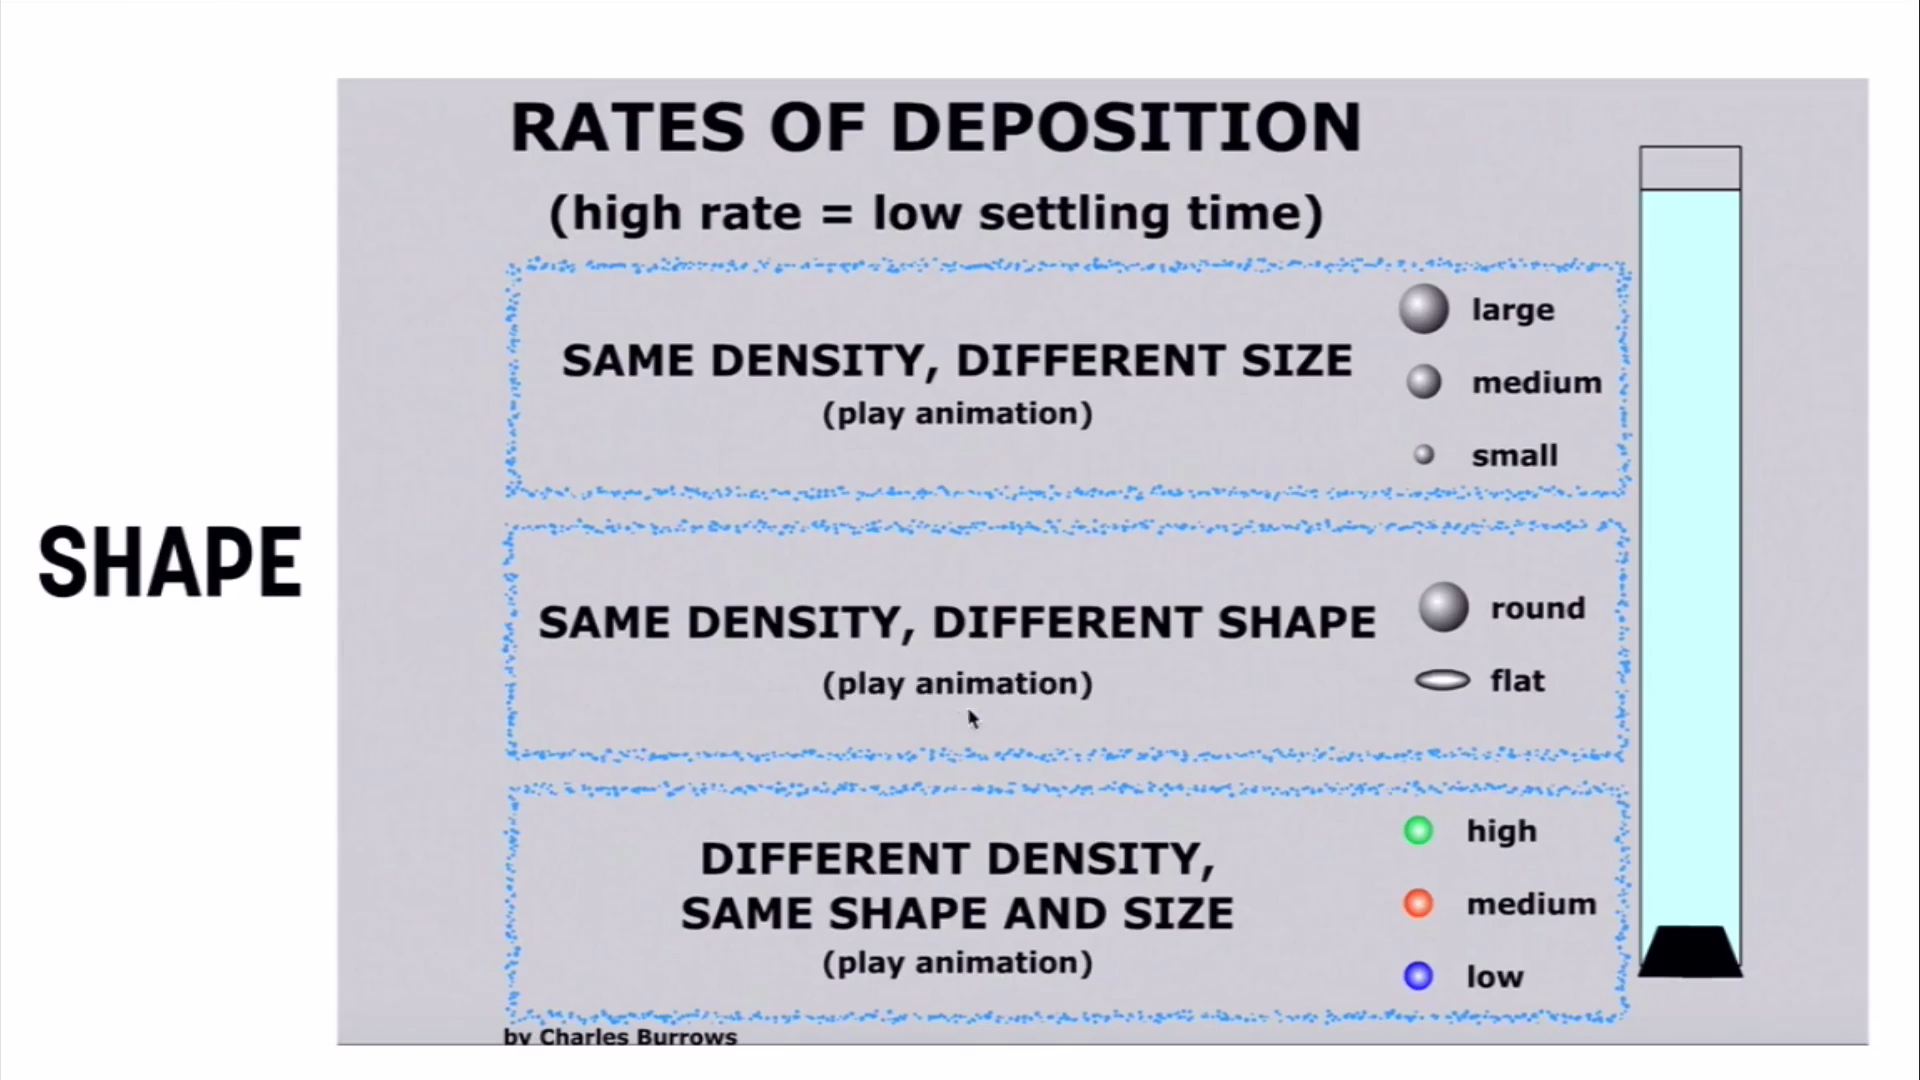 SHAPE
RATES OF DEPOSITION
(high rate = low settling time)
SAME DENSITY, DIFFERENT SIZE
(play animation)
large
medium
small
SAME DENSITY, DIFFERENT SHAPE
(play animation)
round
flat
DIFFERENT DENSITY,
SAME SHAPE AND SIZE
(play animation)
high
medium
low
by Charles Burrows